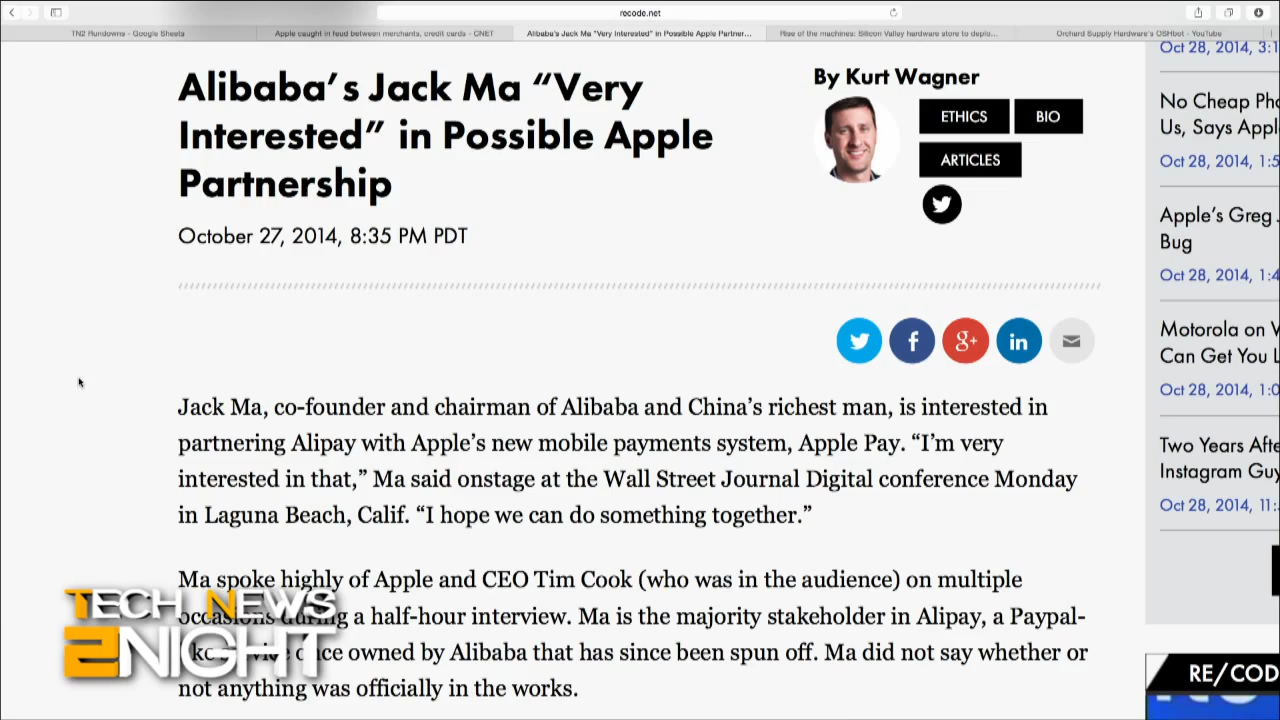 recode.net
TN2 Rundowns - Google Sheets
Apple caught in feud between merchants, credit cards - CNET
Alibaba's Jack Ma "Very Interested" in Possible Apple Partner...
Rise of the machines: Silicon Valley hardware store to deplo...
Orchard Supply Hardware's OSHbot - YouTube
Alibaba's Jack Ma “Very
Interested” in Possible Apple
Partnership
October 27, 2014, 8:35 PM PDT
By Kurt Wagner
ETHICS
BIO
ARTICLES
f
g+
in
Jack Ma, co-founder and chairman of Alibaba and China's richest man, is interested in
partnering Alipay with Apple's new mobile payments system, Apple Pay. “I'm very
interested in that,” Ma said onstage at the Wall Street Journal Digital conference Monday
in Laguna Beach, Calif. “I hope we can do something together.”
Ma spoke highly of Apple and CEO Tim Cook (who was in the audience) on multiple
occasions during a half-hour interview. Ma is the majority stakeholder in Alipay, a Paypal-
once owned by Alibaba that has since been spun off. Ma did not say whether or
not anything was officially in the works.
TECH NEWS
2NIGHT
Oct 28, 2014, 3:1
No Cheap Pho
Us, Says Appl
Oct 28, 2014, 1:5
Apple's Greg
Bug
Oct 28, 2014, 1:4
Motorola on
Can Get You
Oct 28, 2014, 1:0
Two Years Afte
Instagram Guy
Oct 28, 2014, 11:
RE/COD